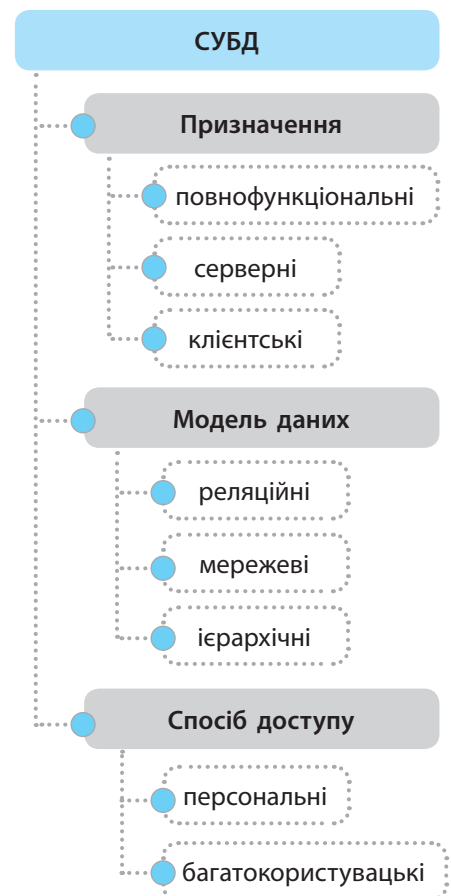 СУБД
Призначення
повнофункціональні
серверні
клієнтські
Модель даних
реляційні
мережеві
ієрархічні
Спосіб доступу
персональні
багатокористувацькі